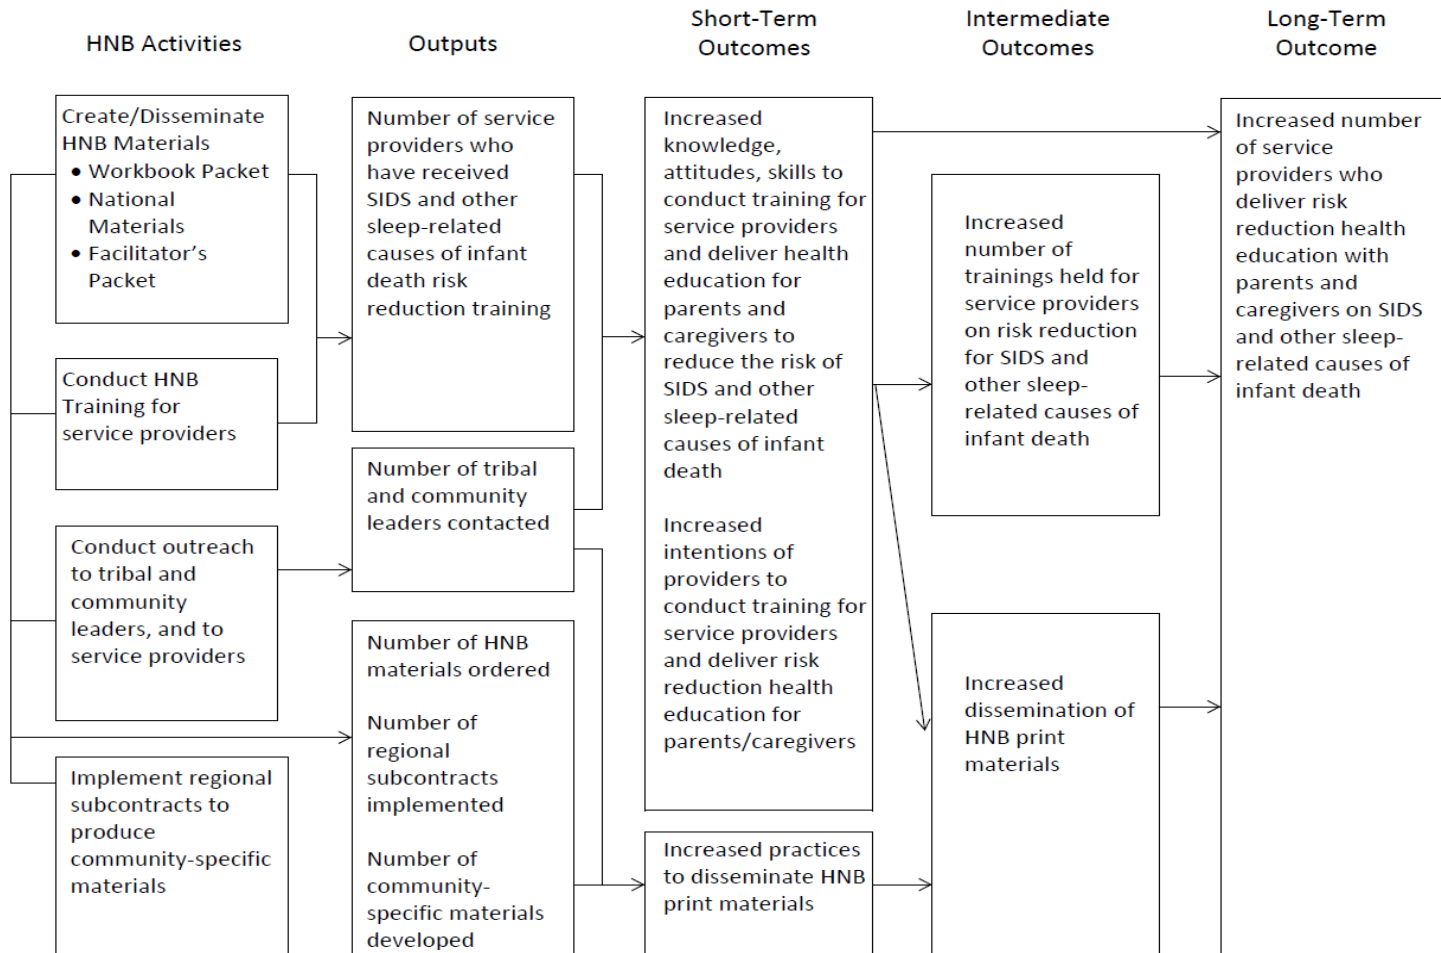 HNB Activities
Outputs
Short-Term
Outcomes
Intermediate
Outcomes
Long-Term
Outcome
Create/Disseminate
HNB Materials
• Workbook Packet
• National
Materials
• Facilitator's
Packet
Conduct HNB
Training for
service providers
Conduct outreach
to tribal and
community
leaders, and to
service providers
Implement regional
subcontracts to
produce
community-specific
materials
Number of service
providers who
have received
SIDS and other
sleep-related
causes of infant
death risk
reduction training
Number of tribal
and community
leaders contacted
Number of HNB
materials ordered
Number of
regional
subcontracts
implemented
Number of
community-
specific materials
developed
Increased
knowledge,
attitudes, skills to
conduct training for
service providers
and deliver health
education for
parents and
caregivers to
reduce the risk of
SIDS and other
sleep-related
causes of infant
death
Increased
intentions of
providers to
conduct training for
service providers
and deliver risk
reduction health
education for
parents/caregivers
Increased practices
to disseminate HNB
print materials
Increased
number of
trainings held for
service providers
on risk reduction
for SIDS and
other sleep-
related causes of
infant death
Increased
dissemination of
HNB print
materials
Increased number
of service
providers who
deliver risk
reduction health
education with
parents and
caregivers on SIDS
and other sleep-
related causes of
infant death